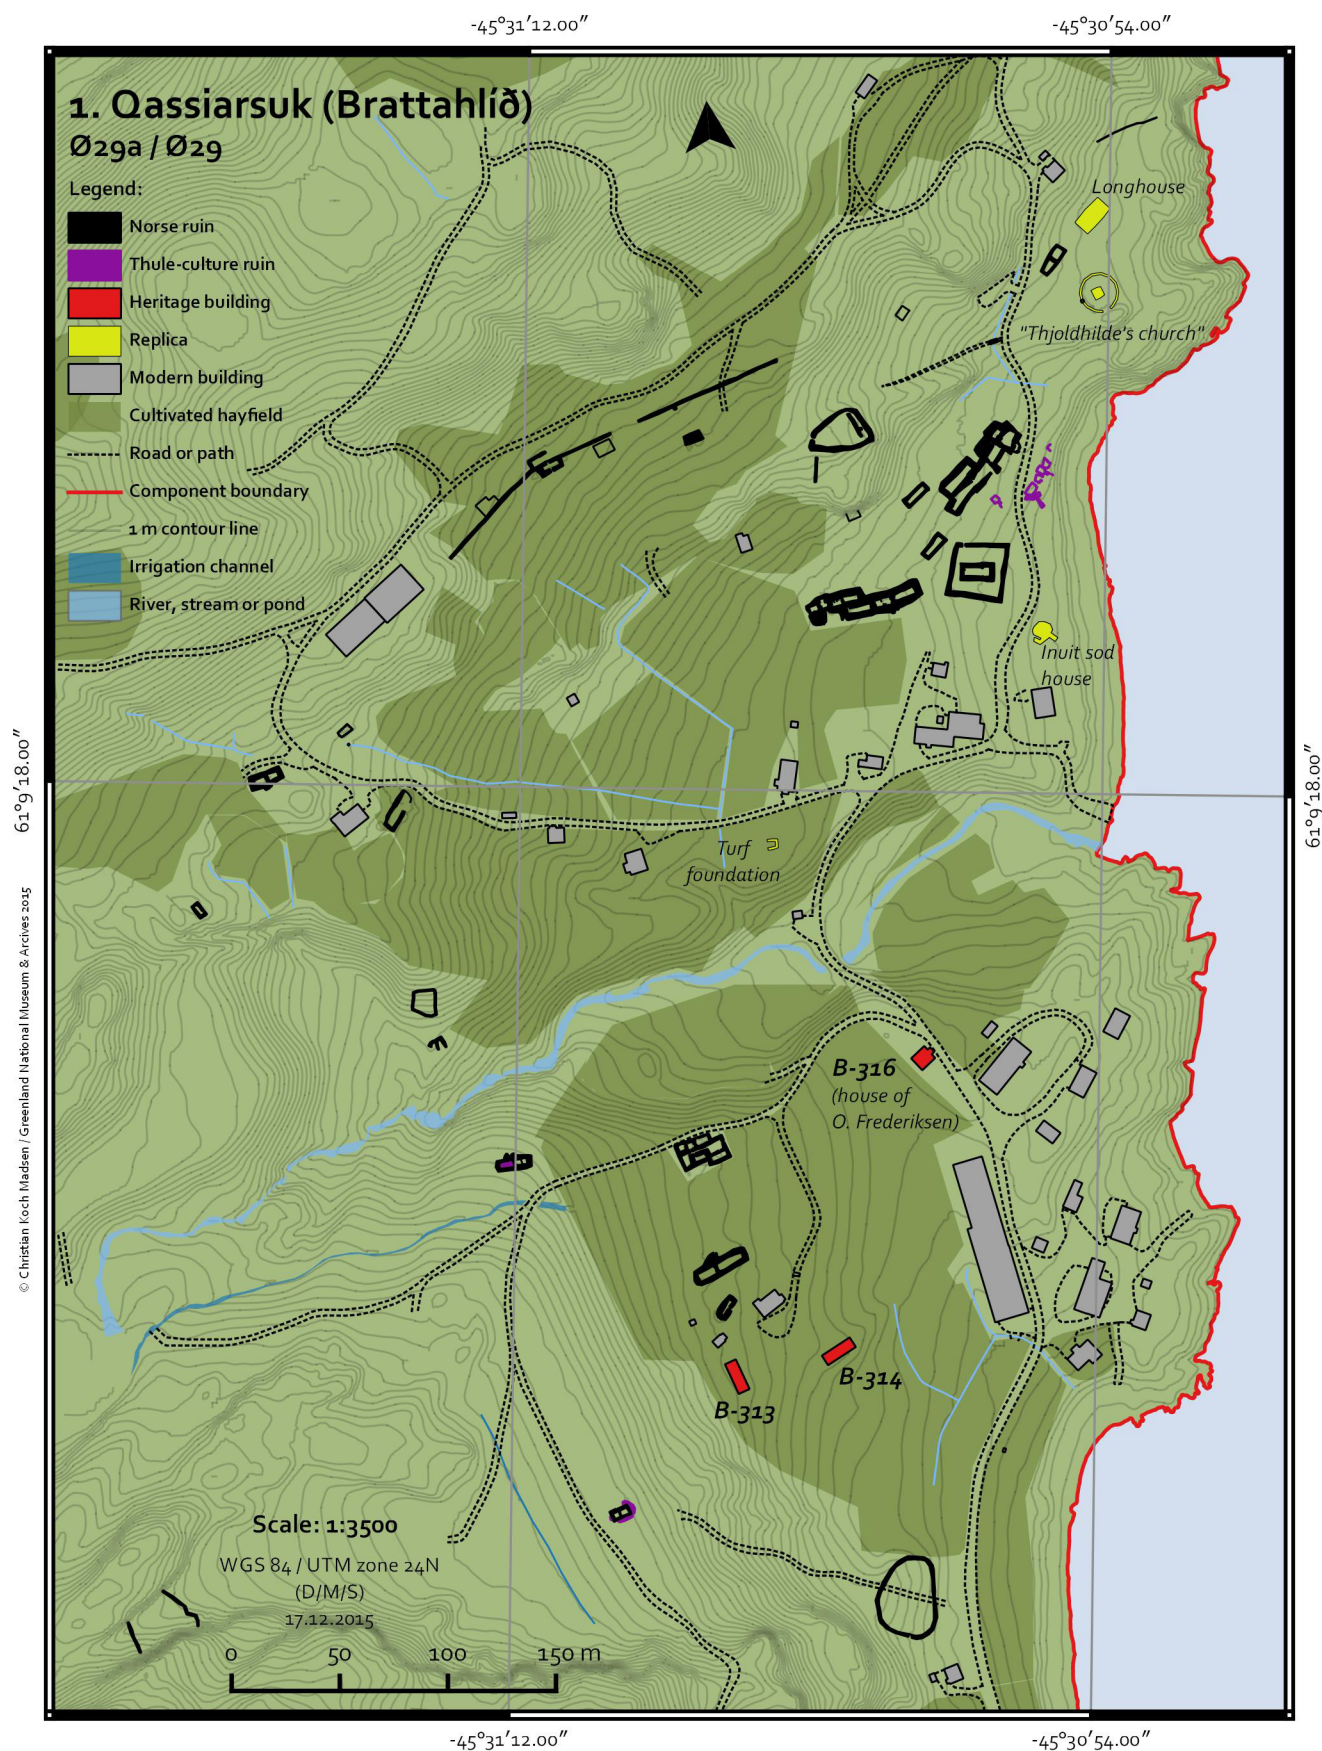 -45°31'12.00"
-45°30'54.00"
1. Qassiarsuk (Brattahlíð)
Ø29a / Ø29
Legend:
Norse ruin
Thule-culture ruin
Heritage building
Replica
Modern building
Cultivated hayfield
Road or path
Component boundary
1 m contour line
Irrigation channel
River, stream or pond
Longhouse
"Thjoldhilde's church"
Inuit sod
house
61°9'18.00"
61°9'18.00"
Turf
foundation
B-316
(house of
O. Frederiksen)
B-314
B-313
© Christian Koch Madsen / Greenland National Museum & Arcives 2015
Scale: 1:3500
WGS 84 / UTM zone 24N
(D/M/S)
17.12.2015
0 50 100 150 m
-45°31'12.00"
-45°30'54.00"